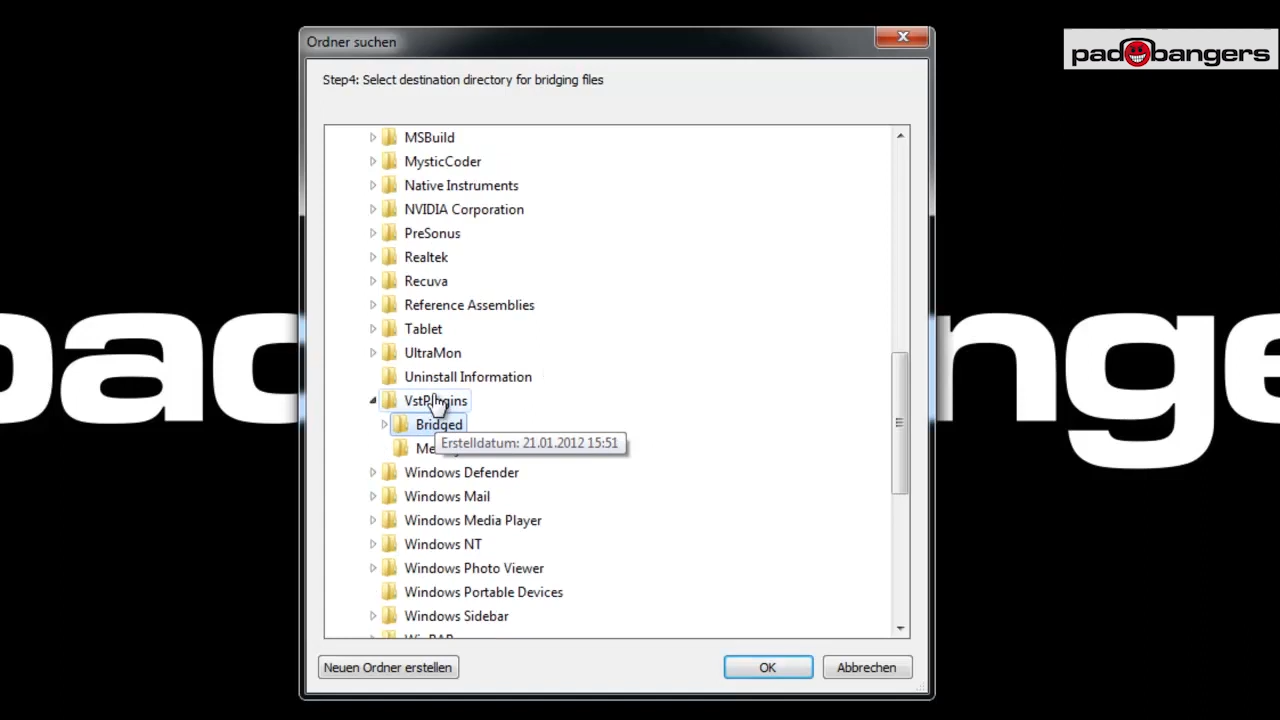 Ordner suchen
padbangers
Step4: Select destination directory for bridging files
MSBuild
MysticCoder
Native Instruments
NVIDIA Corporation
PreSonus
Realtek
Recuva
Reference Assemblies
Tablet
UltraMon
Uninstall Information
VstPlugins
Bridged
Erstelldatum: 21.01.2012 15:51
Windows Defender
Windows Mail
Windows Media Player
Windows NT
Windows Photo Viewer
Windows Portable Devices
Windows Sidebar
WinRAR
Neuen Ordner erstellen
OK
Abbrechen